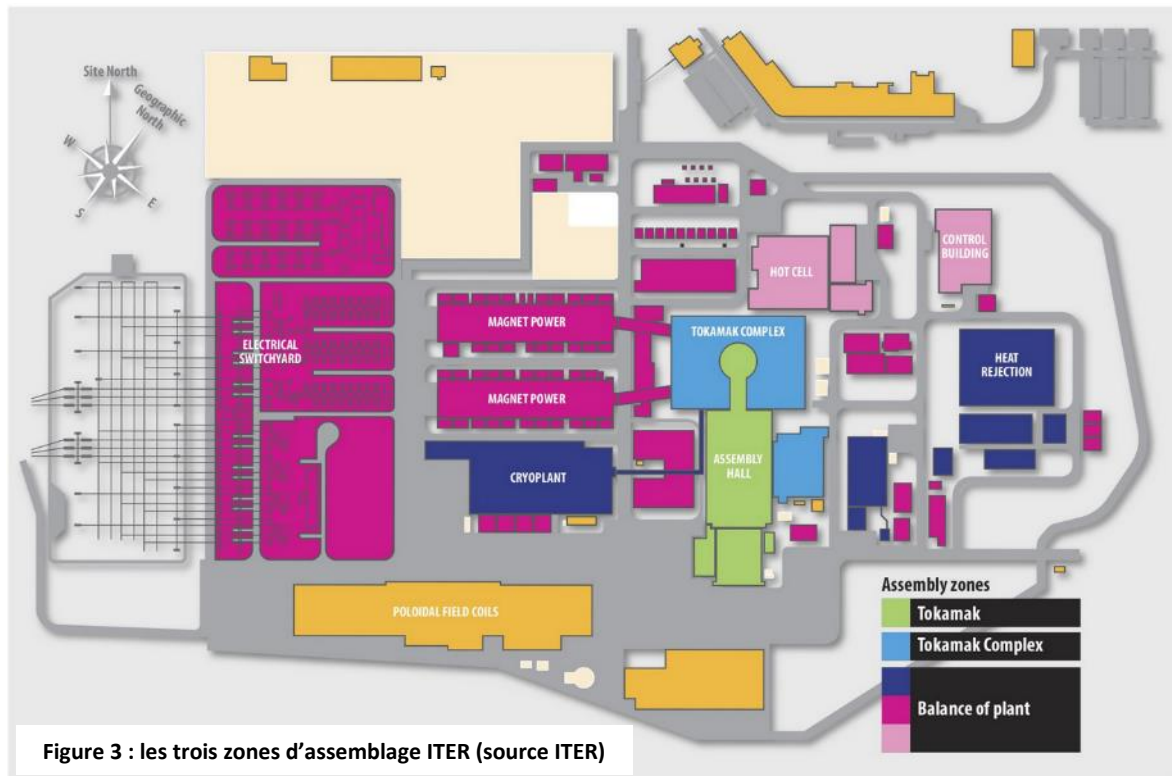 Site North
Geographic
North
W
S
E
ELECTRICAL
SWITCHYARD
MAGNET POWER
MAGNET POWER
CRYOPLANT
HOT CELL
CONTROL
BUILDING
TOKAMAK COMPLEX
HEAT
REJECTION
ASSEMBLY
HALL
POLOIDAL FIELD COILS
Assembly zones
Tokamak
Tokamak Complex
Balance of plant
Figure 3 : les trois zones d’assemblage ITER (source ITER)